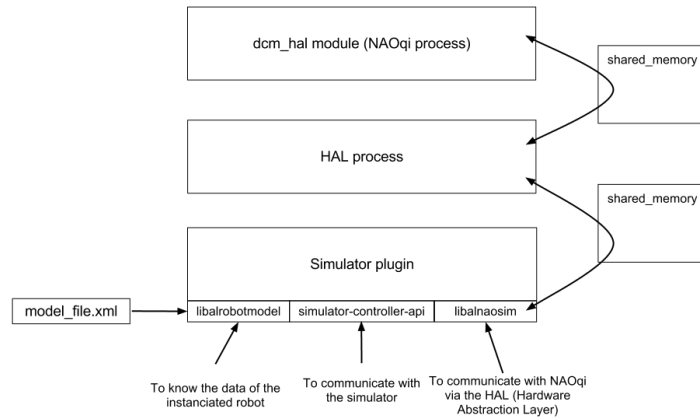 dcm_hal module (NAOqi process)
shared_memory
HAL process
shared_memory
Simulator plugin
model_file.xml
libalrobotmodel
simulator-controller-api
libalnaosim
To know the data of the
instanciated robot
To communicate with
the simulator
To communicate with NAOqi
via the HAL (Hardware
Abstraction Layer)